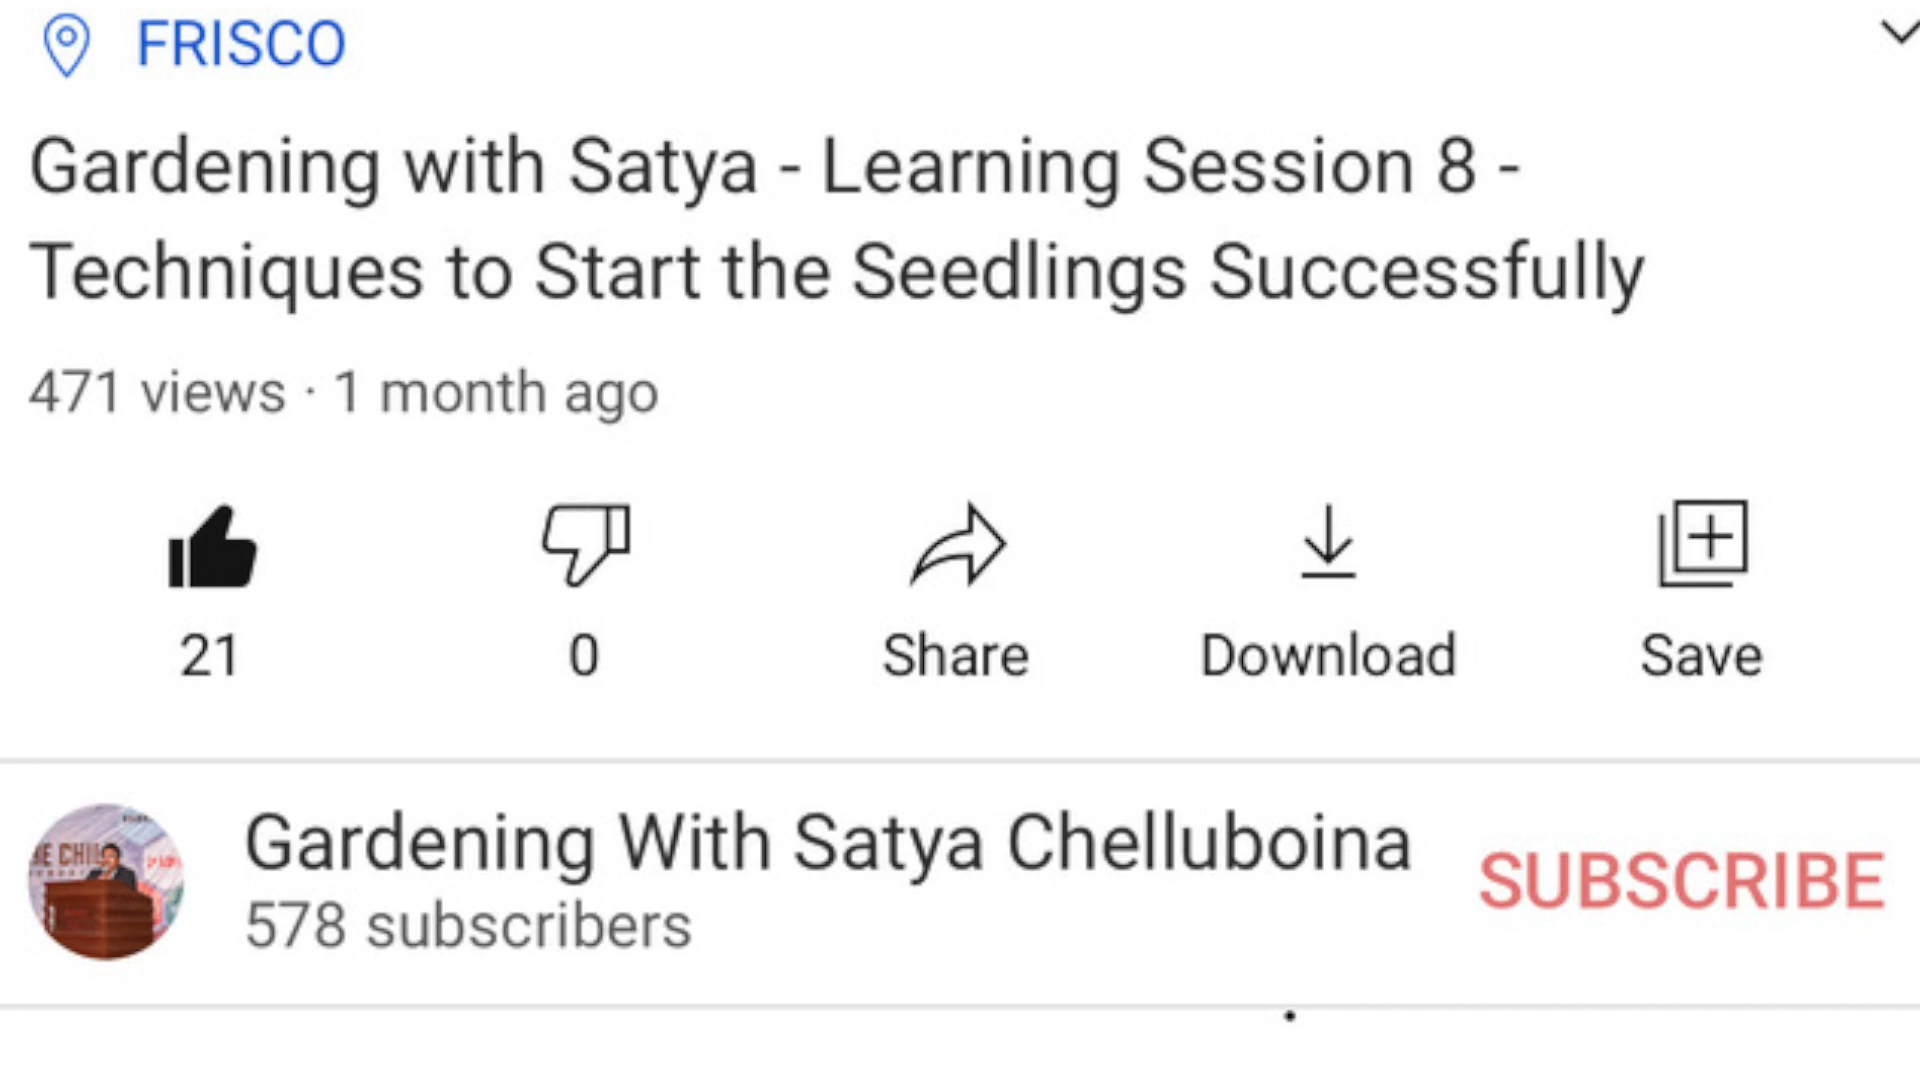 FRISCO
Gardening with Satya - Learning Session 8 -
Techniques to Start the Seedlings Successfully
471 views · 1 month ago
21
0
Share
Download
Save
Gardening With Satya Chelluboina
578 subscribers
SUBSCRIBE